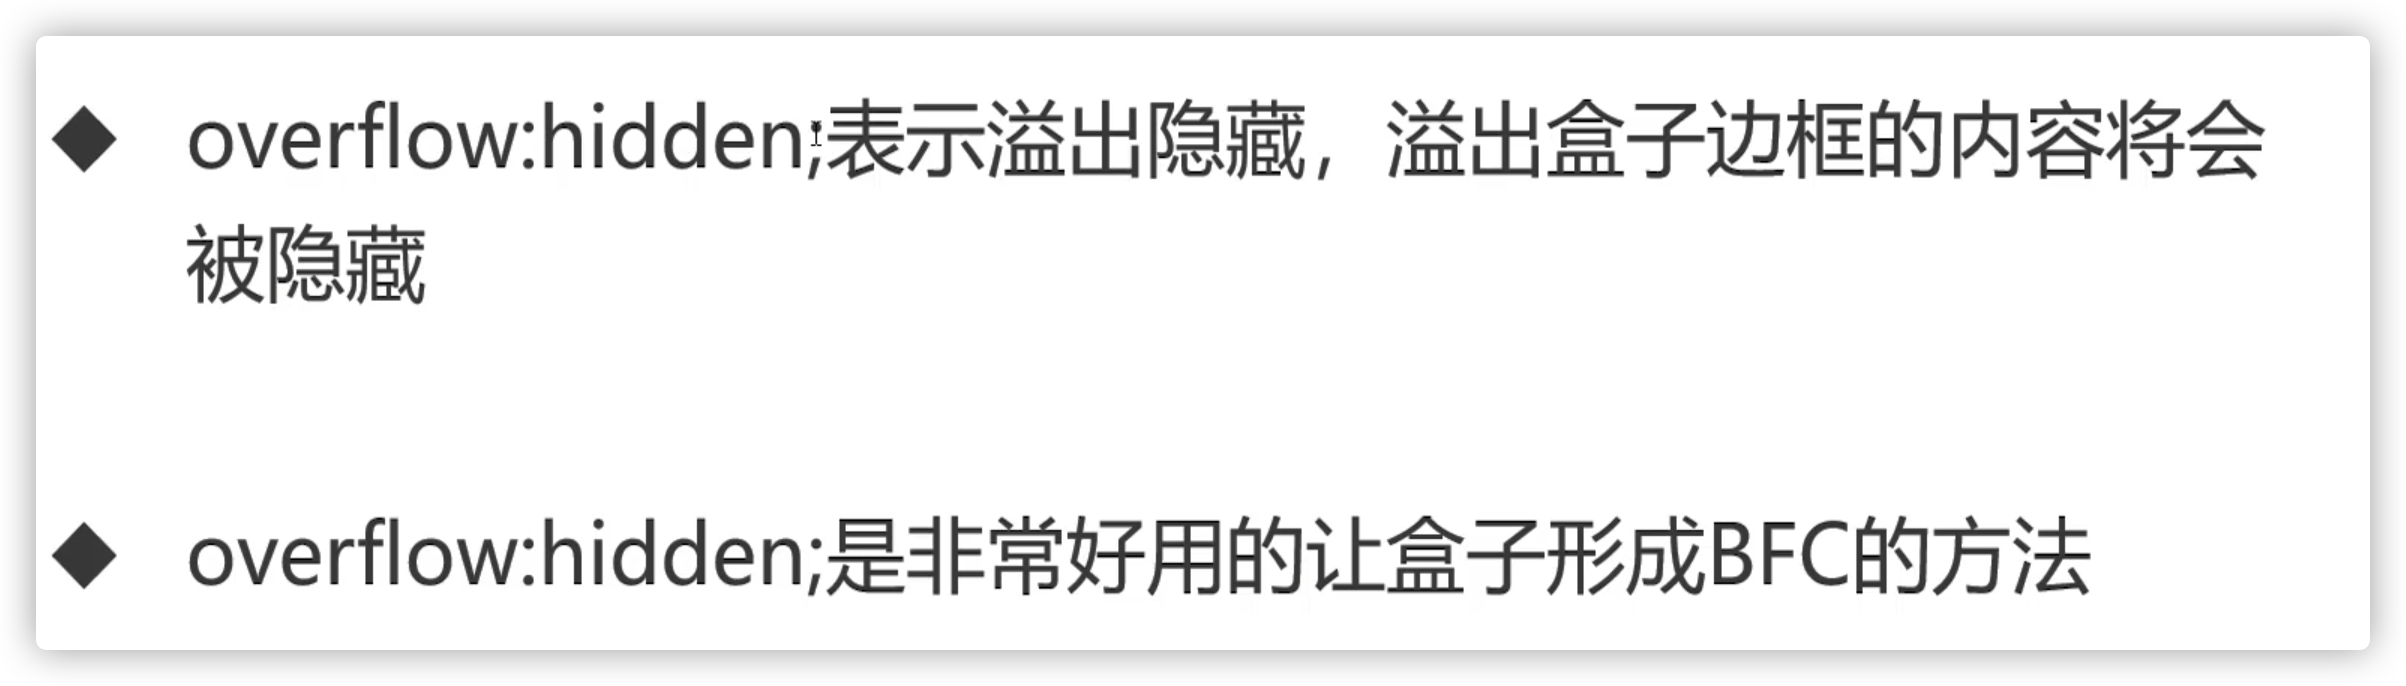 ◆ overflow:hidden;表示溢出隐藏，溢出盒子边框的内容将会
被隐藏
◆ overflow:hidden;是非常好用的让盒子形成BFC的方法